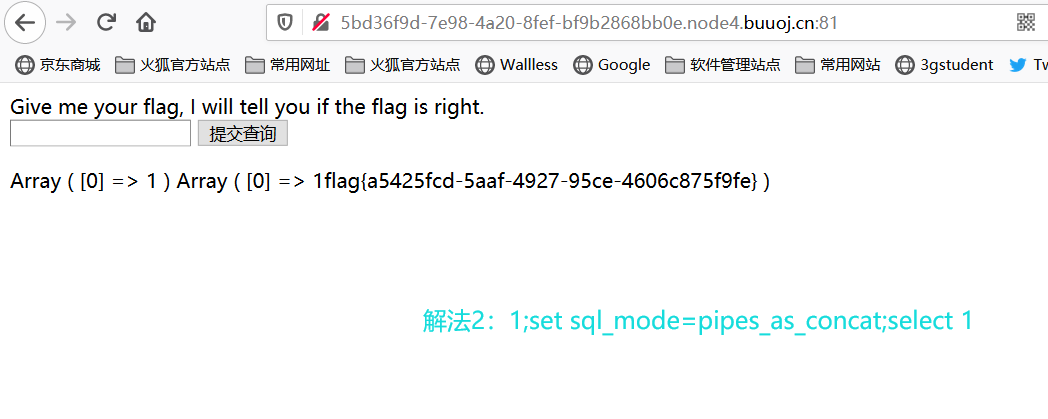 5bd36f9d-7e98-4a20-8fef-bf9b2868bb0e.node4.buuoj.cn:81
京东商城 火狐官方站点 常用网址 火狐官方站点 Wallless Google 软件管理站点 常用网站 3gstudent Tw
Give me your flag, I will tell you if the flag is right.
提交查询
Array ( [0] => 1 ) Array ( [0] => 1flag{a5425fcd-5aaf-4927-95ce-4606c875f9fe} )
解法2：1;set sql_mode=pipes_as_concat;select 1